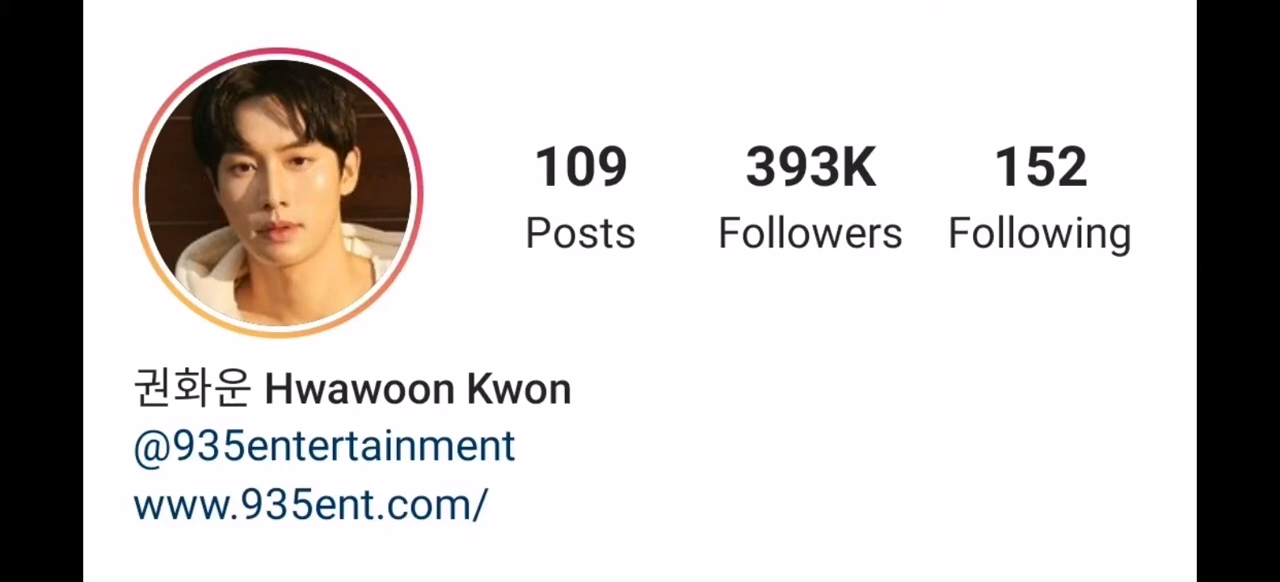 109 393K 152
Posts Followers Following
권화운 Hwawoon Kwon
@935entertainment
www.935ent.com/